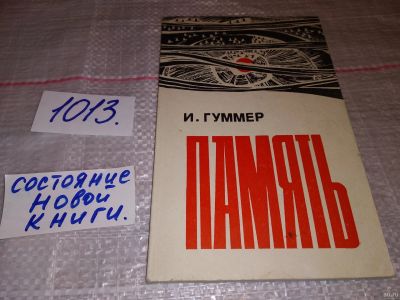 1013.
И. ГУММЕР
ПАМЯТЬ
СОСТОЯНИЕ
НОВОЙ
КНИГИ.